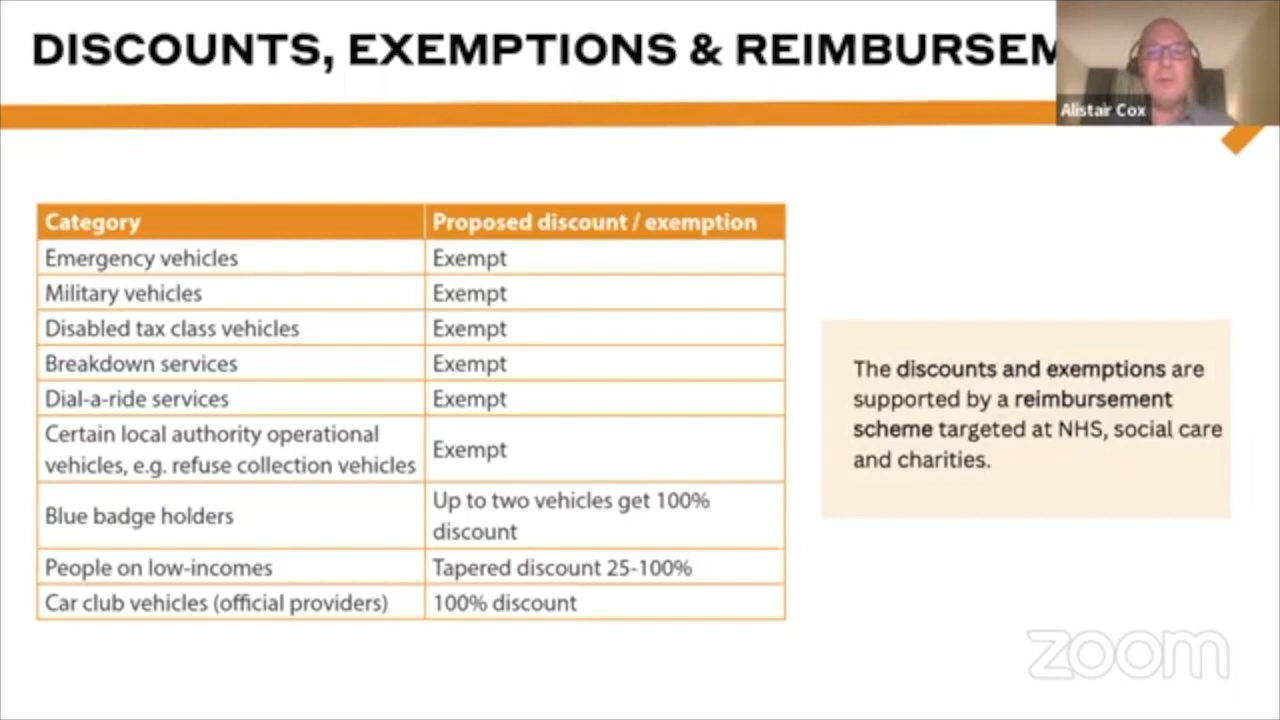 DISCOUNTS, EXEMPTIONS & REIMBURSEM
Alistair Cox
Category Proposed discount / exemption
Emergency vehicles Exempt
Military vehicles Exempt
Disabled tax class vehicles Exempt
Breakdown services Exempt
Dial-a-ride services Exempt
Certain local authority operational
vehicles, e.g. refuse collection vehicles Exempt
Blue badge holders Up to two vehicles get 100%
discount
People on low-incomes Tapered discount 25-100%
Car club vehicles (official providers) 100% discount
The discounts and exemptions are
supported by a reimbursement
scheme targeted at NHS, social care
and charities.
zoom